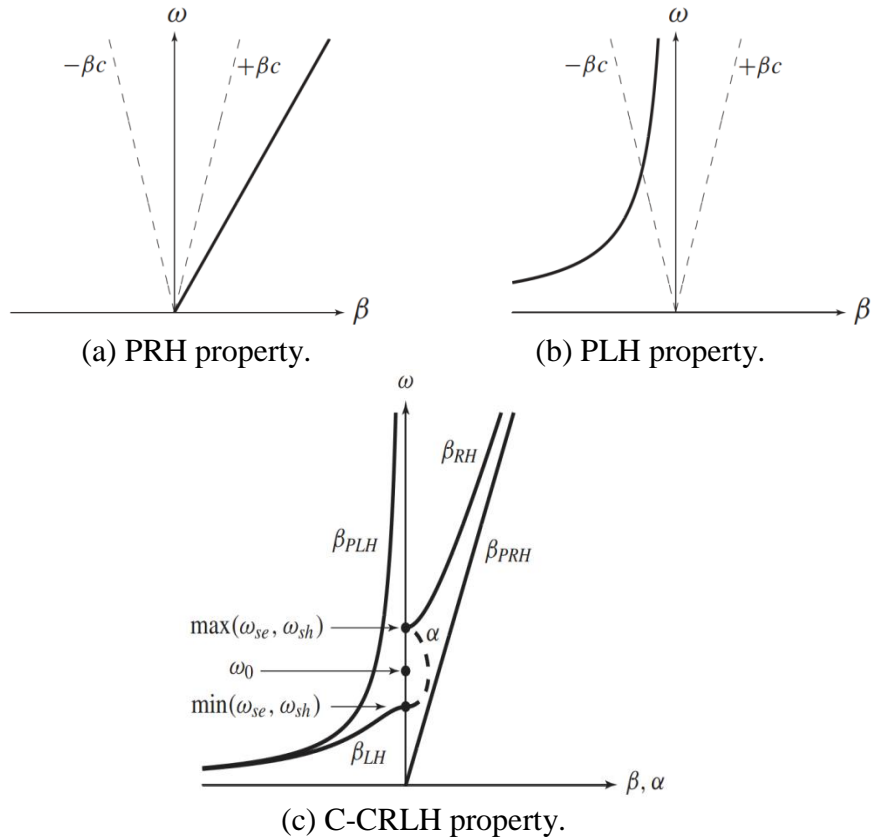 ω
−βc
+βc
β
(a) PRH property.
ω
−βc
+βc
β
(b) PLH property.
ω
β_RH
β_PLH
β_PRH
max(ω_se, ω_sh)
α
ω_0
min(ω_se, ω_sh)
β_LH
β, α
(c) C-CRLH property.